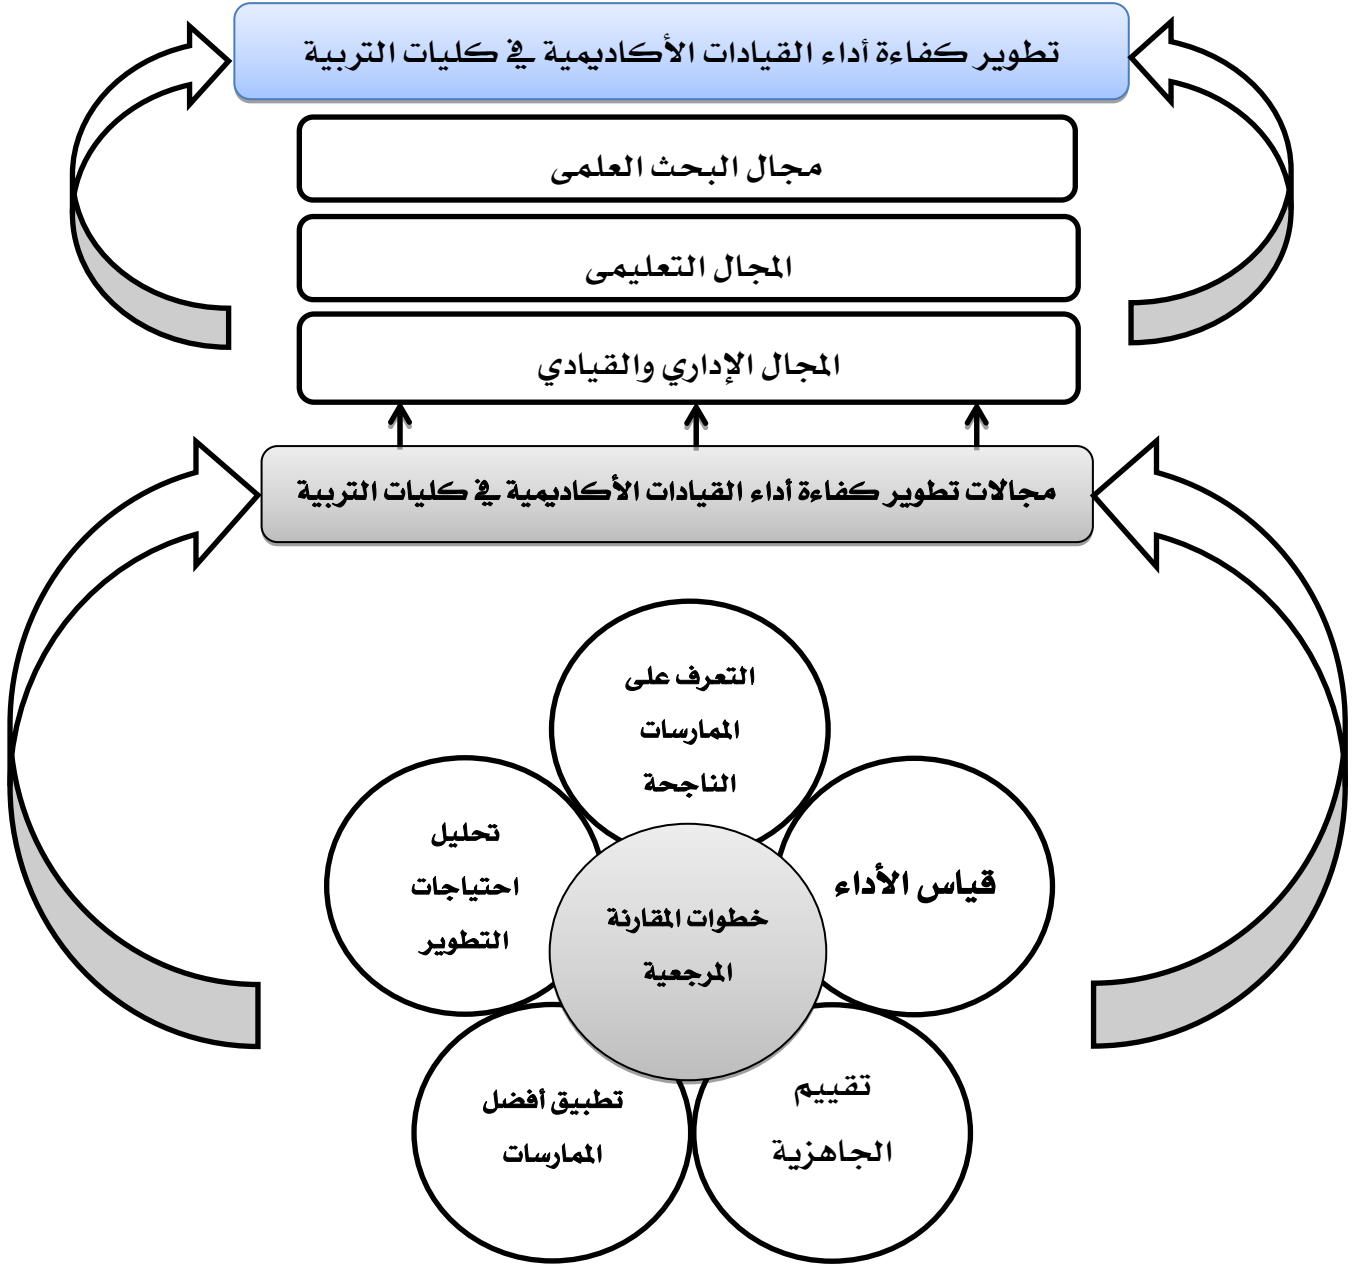 تطوير كفاءة أداء القيادات الأكاديمية في كليات التربية
مجال البحث العلمى
المجال التعليمى
المجال الإداري والقيادي
مجالات تطوير كفاءة أداء القيادات الأكاديمية في كليات التربية
التعرف على
الممارسات
الناجحة
قياس الأداء
تحليل
احتياجات
التطوير
خطوات المقارنة
المرجعية
تقييم
الجاهزية
تطبيق أفضل
الممارسات